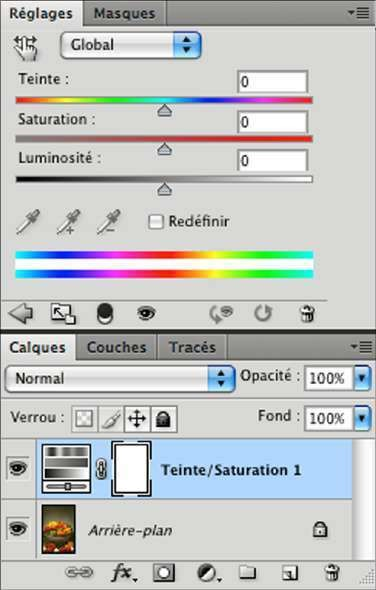 Réglages Masques
Global
Teinte : 0
Saturation : 0
Luminosité : 0
Redéfinir
Calques Couches Tracés
Normal Opacité : 100%
Verrou : Fond : 100%
Teinte/Saturation 1
Arrière-plan
fx